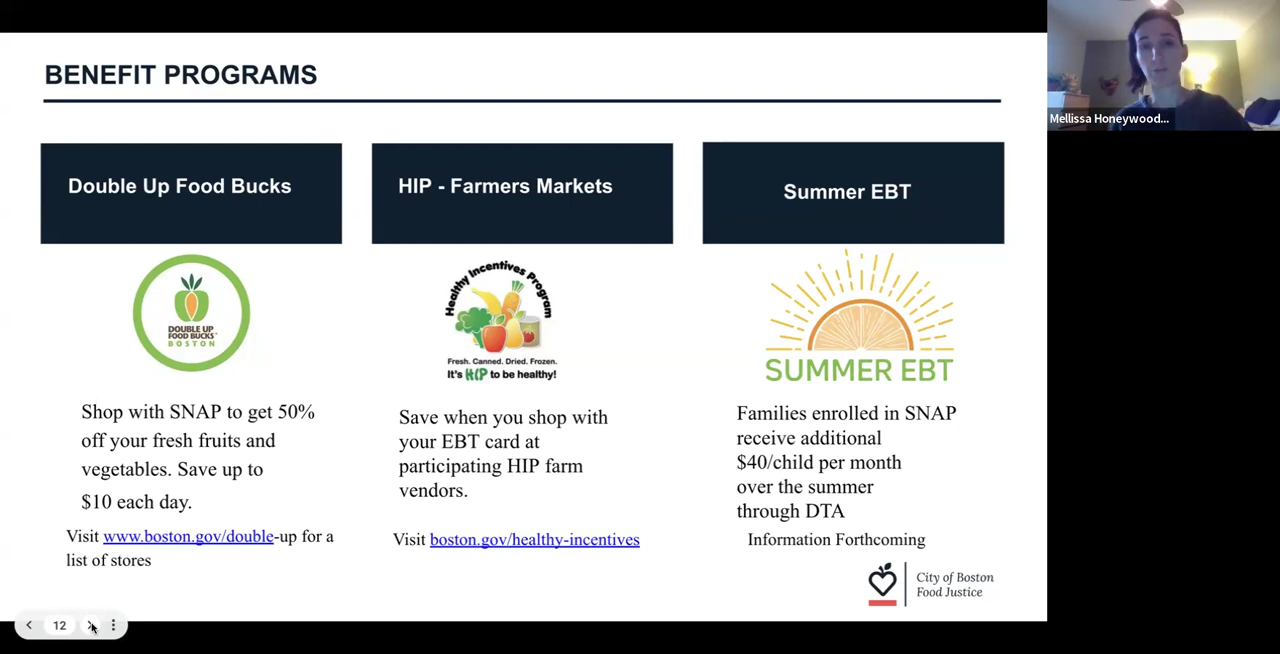 BENEFIT PROGRAMS
Mellissa Honeywood...
Double Up Food Bucks
HIP - Farmers Markets
Summer EBT
DOUBLE UP
FOOD BUCKS
BOSTON
Healthy Incentives Program
Fresh. Canned. Dried. Frozen.
It's HIP to be healthy!
SUMMER EBT
Shop with SNAP to get 50%
off your fresh fruits and
vegetables. Save up to
$10 each day.
Visit www.boston.gov/double-up for a
list of stores
Save when you shop with
your EBT card at
participating HIP farm
vendors.
Visit boston.gov/healthy-incentives
Families enrolled in SNAP
receive additional
$40/child per month
over the summer
through DTA
Information Forthcoming
City of Boston
Food Justice
12